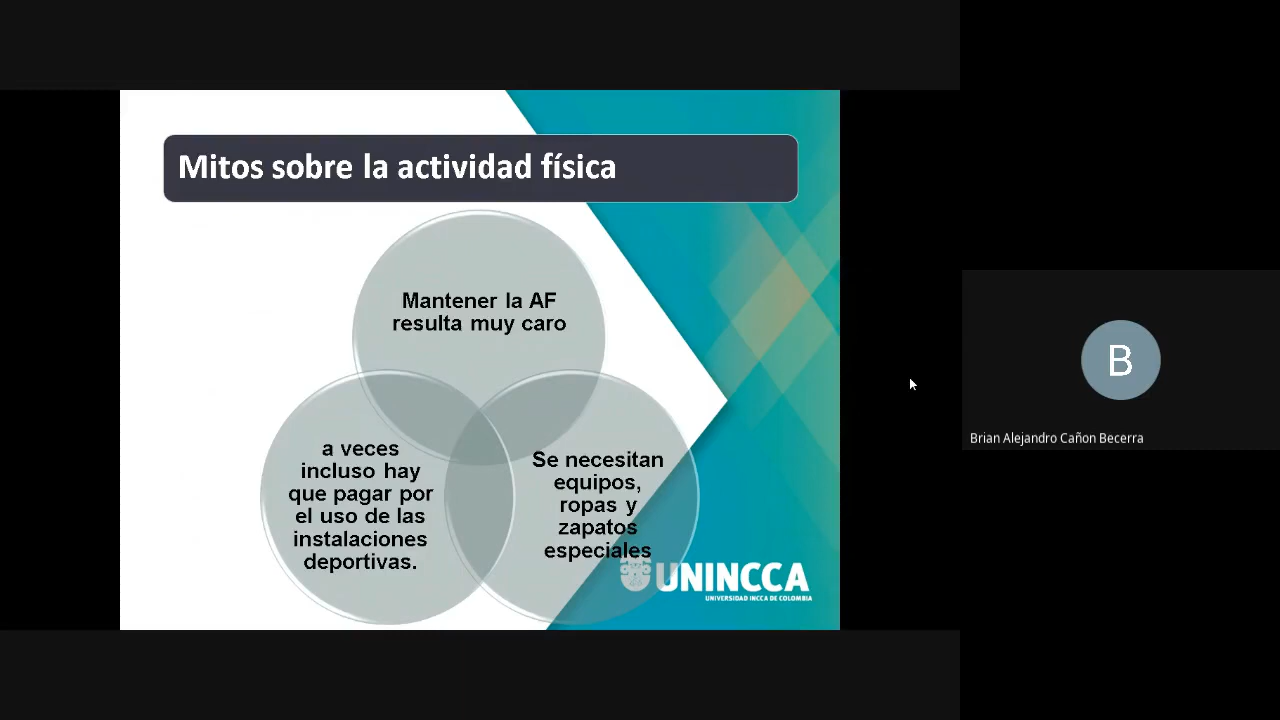 Mitos sobre la actividad física
Mantener la AF
resulta muy caro
a veces
incluso hay
que pagar por
el uso de las
instalaciones
deportivas.
Se necesitan
equipos,
ropas y
zapatos
especiales
UNINCCA
UNIVERSIDAD INCCA DE COLOMBIA
B
Brian Alejandro Cañon Becerra